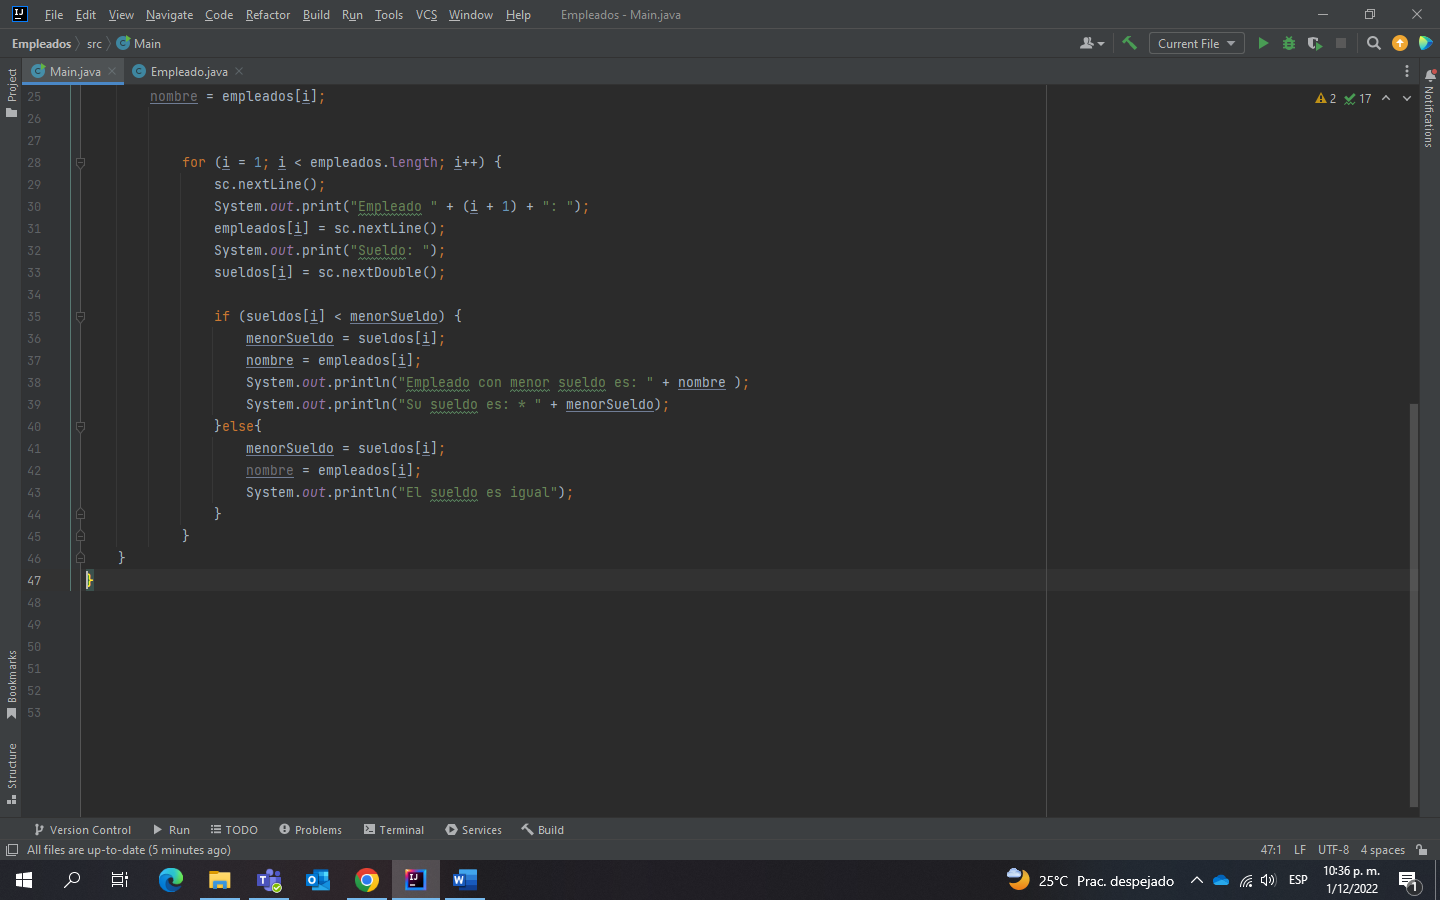 File Edit View Navigate Code Refactor Build Run Tools VCS Window Help Empleados - Main.java
Empleados src Main Current File
Main.java Empleado.java
Project
Notifications
2 17
25 nombre = empleados[i];
26
27
28 for (i = 1; i < empleados.length; i++) {
29 sc.nextLine();
30 System.out.print("Empleado " + (i + 1) + ": ");
31 empleados[i] = sc.nextLine();
32 System.out.print("Sueldo: ");
33 sueldos[i] = sc.nextDouble();
34
35 if (sueldos[i] < menorSueldo) {
36 menorSueldo = sueldos[i];
37 nombre = empleados[i];
38 System.out.println("Empleado con menor sueldo es: " + nombre );
39 System.out.println("Su sueldo es: * " + menorSueldo);
40 }else{
41 menorSueldo = sueldos[i];
42 nombre = empleados[i];
43 System.out.println("El sueldo es igual");
44 }
45 }
46 }
47 }
48
49
50
51
52
53
Bookmarks
Structure
Version Control Run TODO Problems Terminal Services Build
All files are up-to-date (5 minutes ago) 47:1 LF UTF-8 4 spaces
25°C Prac. despejado ESP 10:36 p. m.
1/12/2022
1